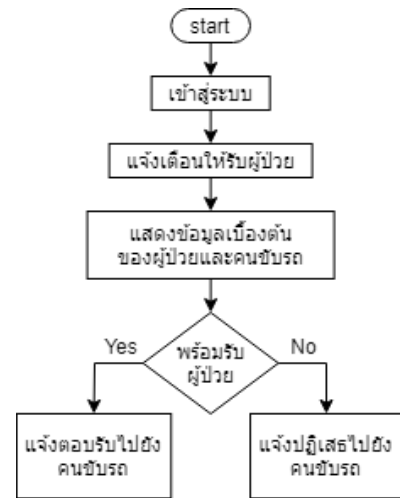 start
เข้าสู่ระบบ
แจ้งเตือนให้รับผู้ป่วย
แสดงข้อมูลเบื้องต้น
ของผู้ป่วยและคนขับรถ
Yes
พร้อมรับ
ผู้ป่วย
No
แจ้งตอบรับไปยัง
คนขับรถ
แจ้งปฏิเสธไปยัง
คนขับรถ